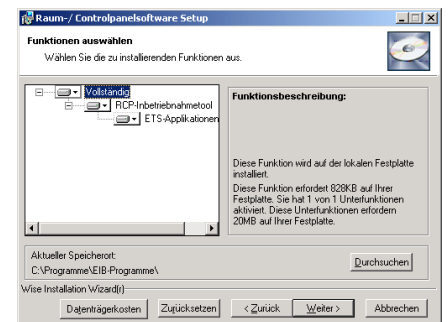 Raum-/ Controlpanelsoftware Setup
Funktionen auswählen
Wählen Sie die zu installierenden Funktionen aus.
Vollständig
RCP-Inbetriebnahmetool
ETS-Applikationen
Funktionsbeschreibung:
Diese Funktion wird auf der lokalen Festplatte
installiert.
Diese Funktion erfordert 828KB auf Ihrer
Festplatte. Sie hat 1 von 1 Unterfunktionen
aktiviert. Diese Unterfunktionen erfordern
20MB auf Ihrer Festplatte.
Aktueller Speicherort:
C:\Programme\EIB-Programme\
Durchsuchen
Wise Installation Wizard(r)
Datenträgerkosten
Zurücksetzen
< Zurück
Weiter >
Abbrechen